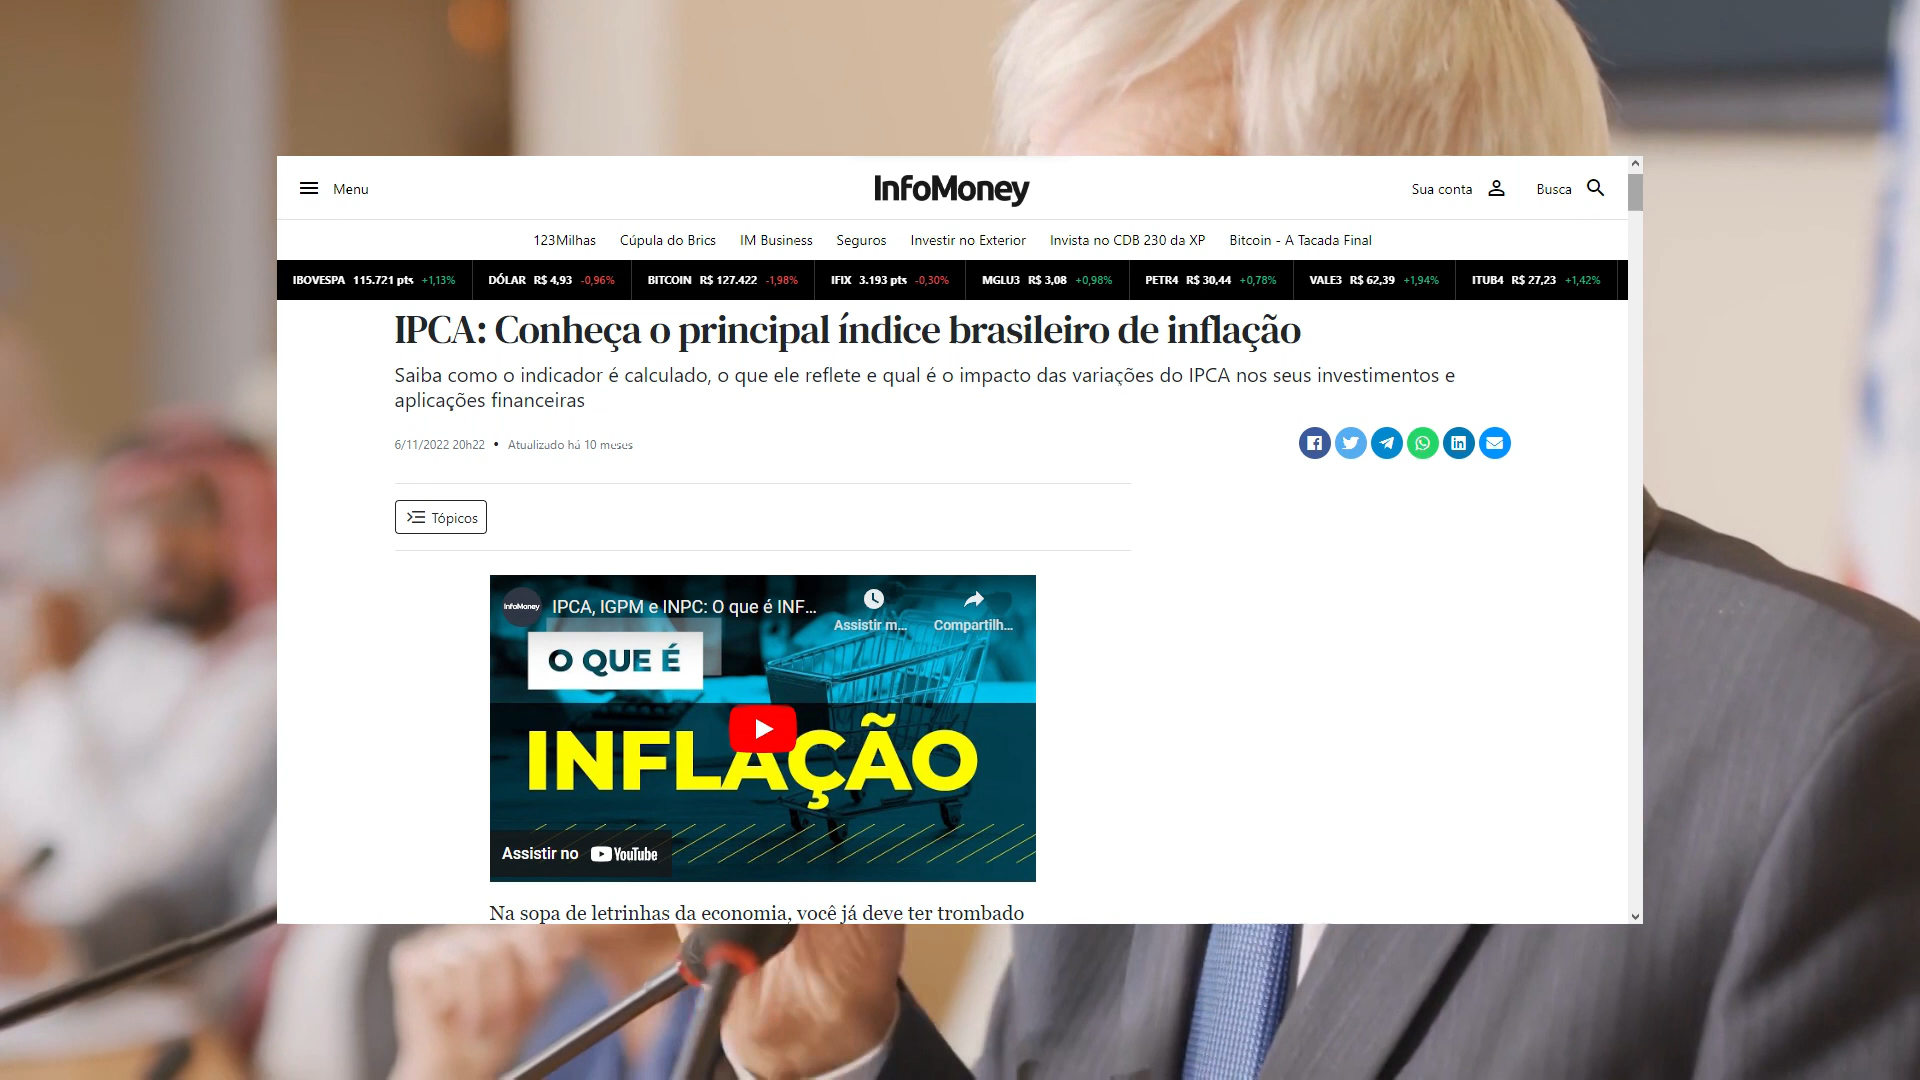 Menu
InfoMoney
Sua conta
Busca
123Milhas Cúpula do Brics IM Business Seguros Investir no Exterior Invista no CDB 230 da XP Bitcoin - A Tacada Final
IBOVESPA 115.721 pts +1,13% DÓLAR R$ 4,93 -0,96% BITCOIN R$ 127.422 -1,98% IFIX 3.193 pts -0,30% MGLU3 R$ 3,08 +0,98% PETR4 R$ 30,44 +0,78% VALE3 R$ 62,39 +1,94% ITUB4 R$ 27,23 +1,42%
IPCA: Conheça o principal índice brasileiro de inflação
Saiba como o indicador é calculado, o que ele reflete e qual é o impacto das variações do IPCA nos seus investimentos e
aplicações financeiras
6/11/2022 20h22 • Atualizado há 10 meses
Tópicos
InfoMoney
IPCA, IGPM e INPC: O que é INF...
Assistir m...
Compartilh...
O QUE É
INFLAÇÃO
Assistir no YouTube
Na sopa de letrinhas da economia, você já deve ter trombado